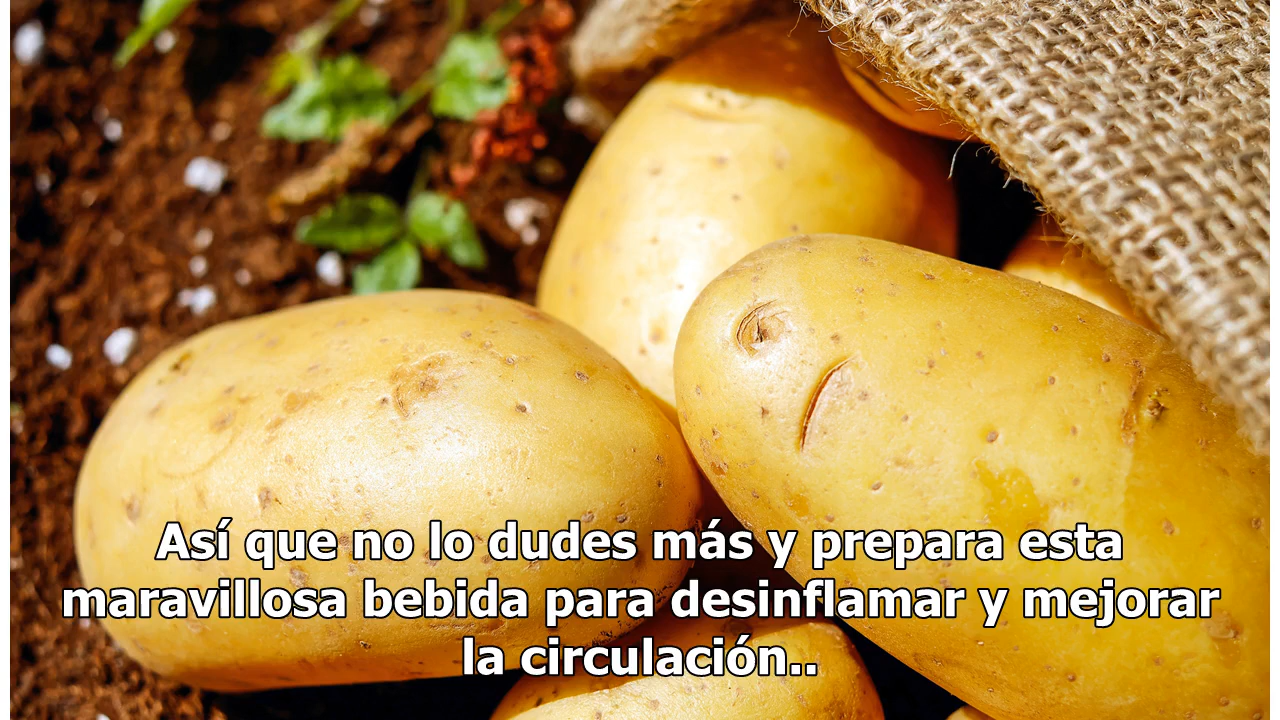 Así que no lo dudes más y prepara esta
maravillosa bebida para desinflamar y mejorar
la circulación..